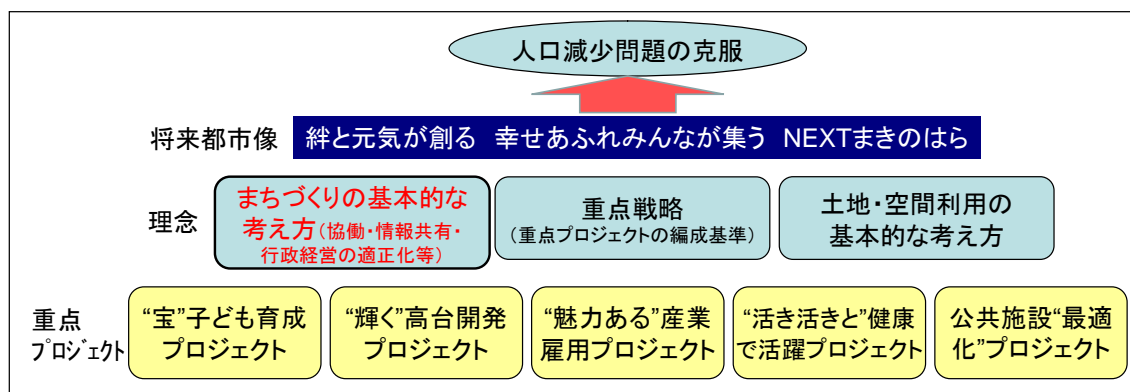 人口減少問題の克服
将来都市像
絆と元気が創る 幸せあふれみんなが集う NEXTまきのはら
理念
まちづくりの基本的な
考え方(協働・情報共有・
行政経営の適正化等)
重点戦略
(重点プロジェクトの編成基準)
土地・空間利用の
基本的な考え方
重点
プロジェクト
“宝”子ども育成
プロジェクト
“輝く”高台開発
プロジェクト
“魅力ある”産業
雇用プロジェクト
“活き活きと”健康
で活躍プロジェクト
公共施設“最適
化”プロジェクト